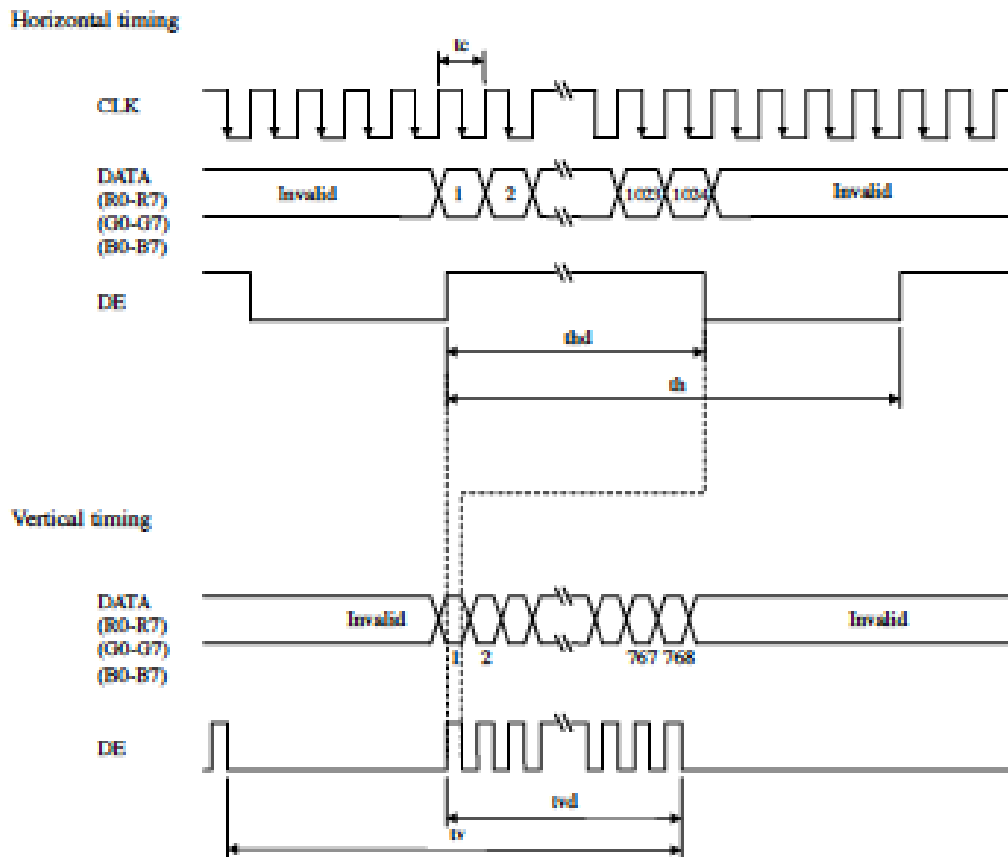 Horizontal timing
tc
CLK
DATA
(R0-R7)
(G0-G7)
(B0-B7)
Invalid 1 2 1023 1024 Invalid
DE
thd
th
Vertical timing
DATA
(R0-R7)
(G0-G7)
(B0-B7)
Invalid Invalid
1 2 767 768
DE
tvd
tv